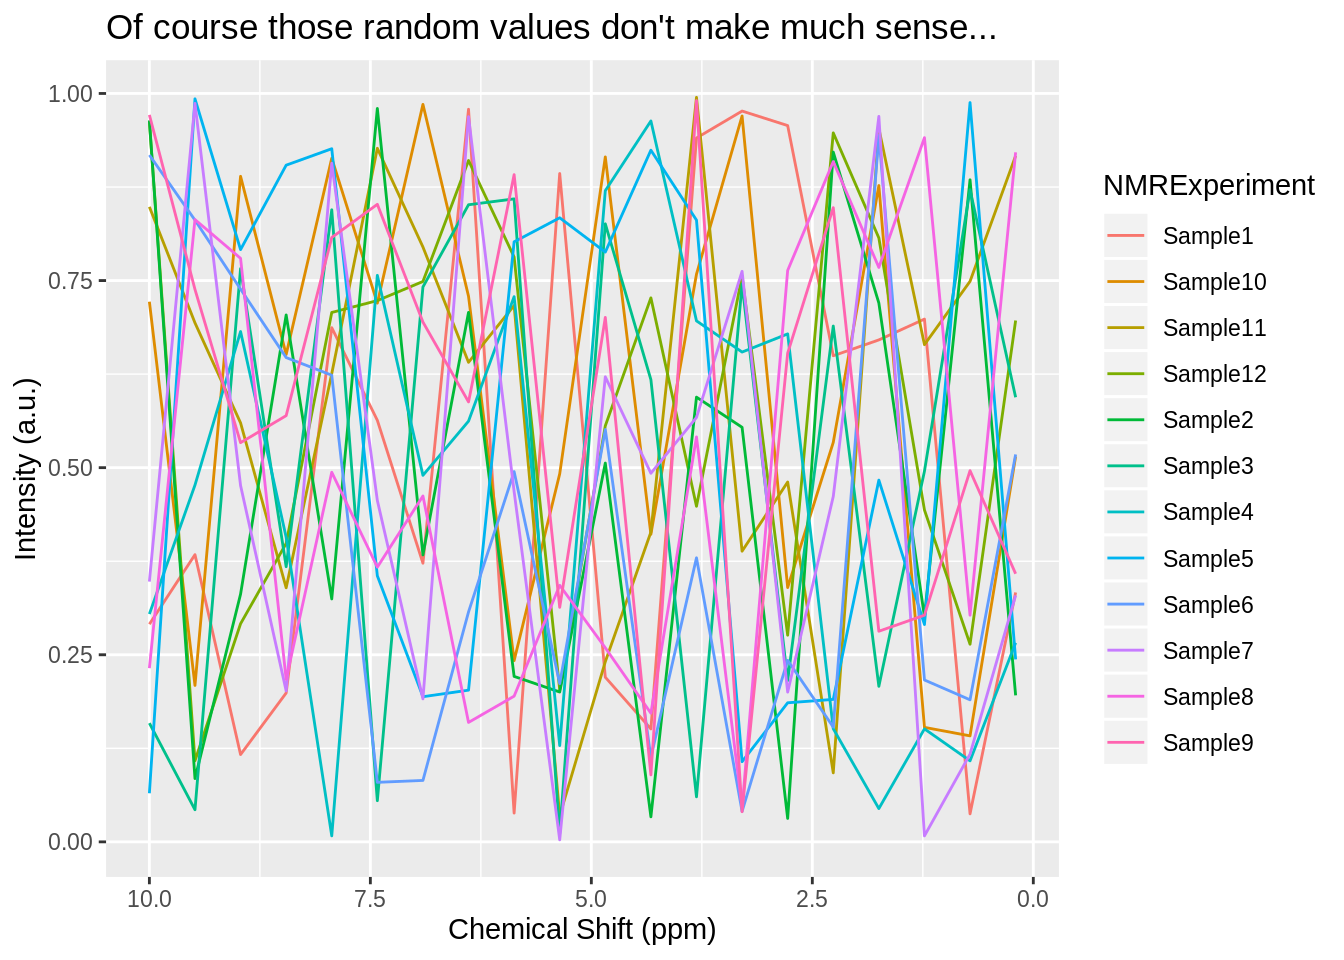 Of course those random values don't make much sense...
1.00
0.75
0.50
0.25
0.00
Intensity (a.u.)
10.0
7.5
5.0
2.5
0.0
Chemical Shift (ppm)
NMRExperiment
Sample1
Sample10
Sample11
Sample12
Sample2
Sample3
Sample4
Sample5
Sample6
Sample7
Sample8
Sample9